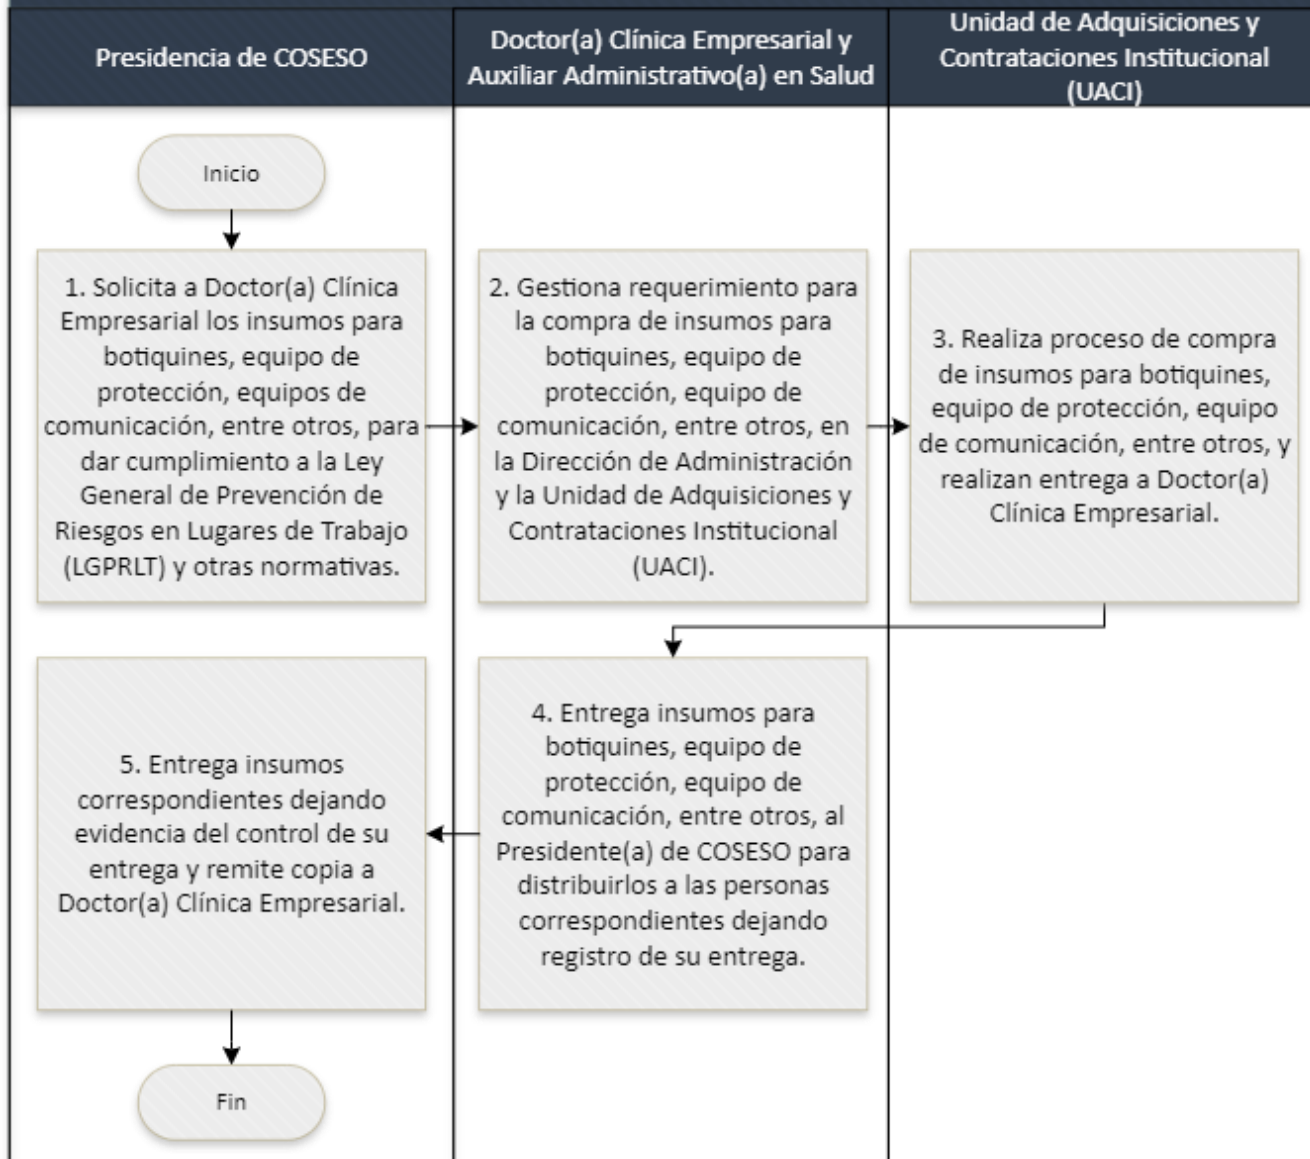 Presidencia de COSESO
Doctor(a) Clínica Empresarial y
Auxiliar Administrativo(a) en Salud
Unidad de Adquisiciones y
Contrataciones Institucional
(UACI)
Inicio
1. Solicita a Doctor(a) Clínica
Empresarial los insumos para
botiquines, equipo de
protección, equipos de
comunicación, entre otros, para
dar cumplimiento a la Ley
General de Prevención de
Riesgos en Lugares de Trabajo
(LGPRLT) y otras normativas.
2. Gestiona requerimiento para
la compra de insumos para
botiquines, equipo de
protección, equipo de
comunicación, entre otros, en
la Dirección de Administración
y la Unidad de Adquisiciones y
Contrataciones Institucional
(UACI).
3. Realiza proceso de compra
de insumos para botiquines,
equipo de protección, equipo
de comunicación, entre otros, y
realizan entrega a Doctor(a)
Clínica Empresarial.
4. Entrega insumos para
botiquines, equipo de
protección, equipo de
comunicación, entre otros, al
Presidente(a) de COSESO para
distribuirlos a las personas
correspondientes dejando
registro de su entrega.
5. Entrega insumos
correspondientes dejando
evidencia del control de su
entrega y remite copia a
Doctor(a) Clínica Empresarial.
Fin